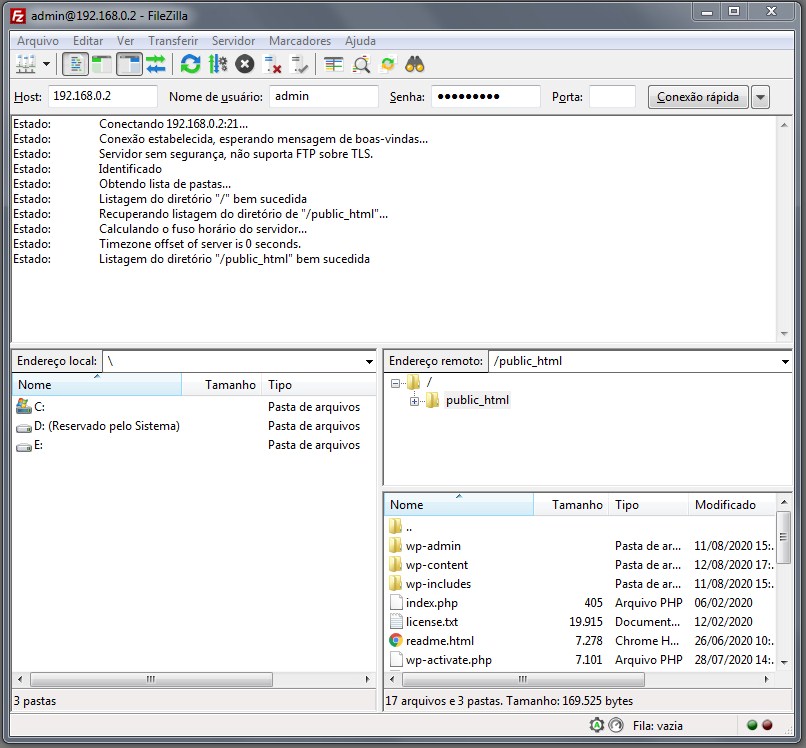 admin@192.168.0.2 - FileZilla
Arquivo Editar Ver Transferir Servidor Marcadores Ajuda
Host: 192.168.0.2 Nome de usuário: admin Senha: ●●●●●●●●● Porta: Conexão rápida
Estado: Conectando 192.168.0.2:21...
Estado: Conexão estabelecida, esperando mensagem de boas-vindas...
Estado: Servidor sem segurança, não suporta FTP sobre TLS.
Estado: Identificado
Estado: Obtendo lista de pastas...
Estado: Listagem do diretório "/" bem sucedida
Estado: Recuperando listagem do diretório de "/public_html"...
Estado: Calculando o fuso horário do servidor...
Estado: Timezone offset of server is 0 seconds.
Estado: Listagem do diretório "/public_html" bem sucedida
Endereço local: \
Nome Tamanho Tipo
C: Pasta de arquivos
D: (Reservado pelo Sistema) Pasta de arquivos
E: Pasta de arquivos
3 pastas
Endereço remoto: /public_html
/
public_html
Nome Tamanho Tipo Modificado
..
wp-admin Pasta de ar... 11/08/2020 15:.
wp-content Pasta de ar... 12/08/2020 17:.
wp-includes Pasta de ar... 11/08/2020 15:.
index.php 405 Arquivo PHP 06/02/2020
license.txt 19.915 Document... 12/02/2020
readme.html 7.278 Chrome H... 26/06/2020 10:.
wp-activate.php 7.101 Arquivo PHP 28/07/2020 14:.
17 arquivos e 3 pastas. Tamanho: 169.525 bytes
Fila: vazia